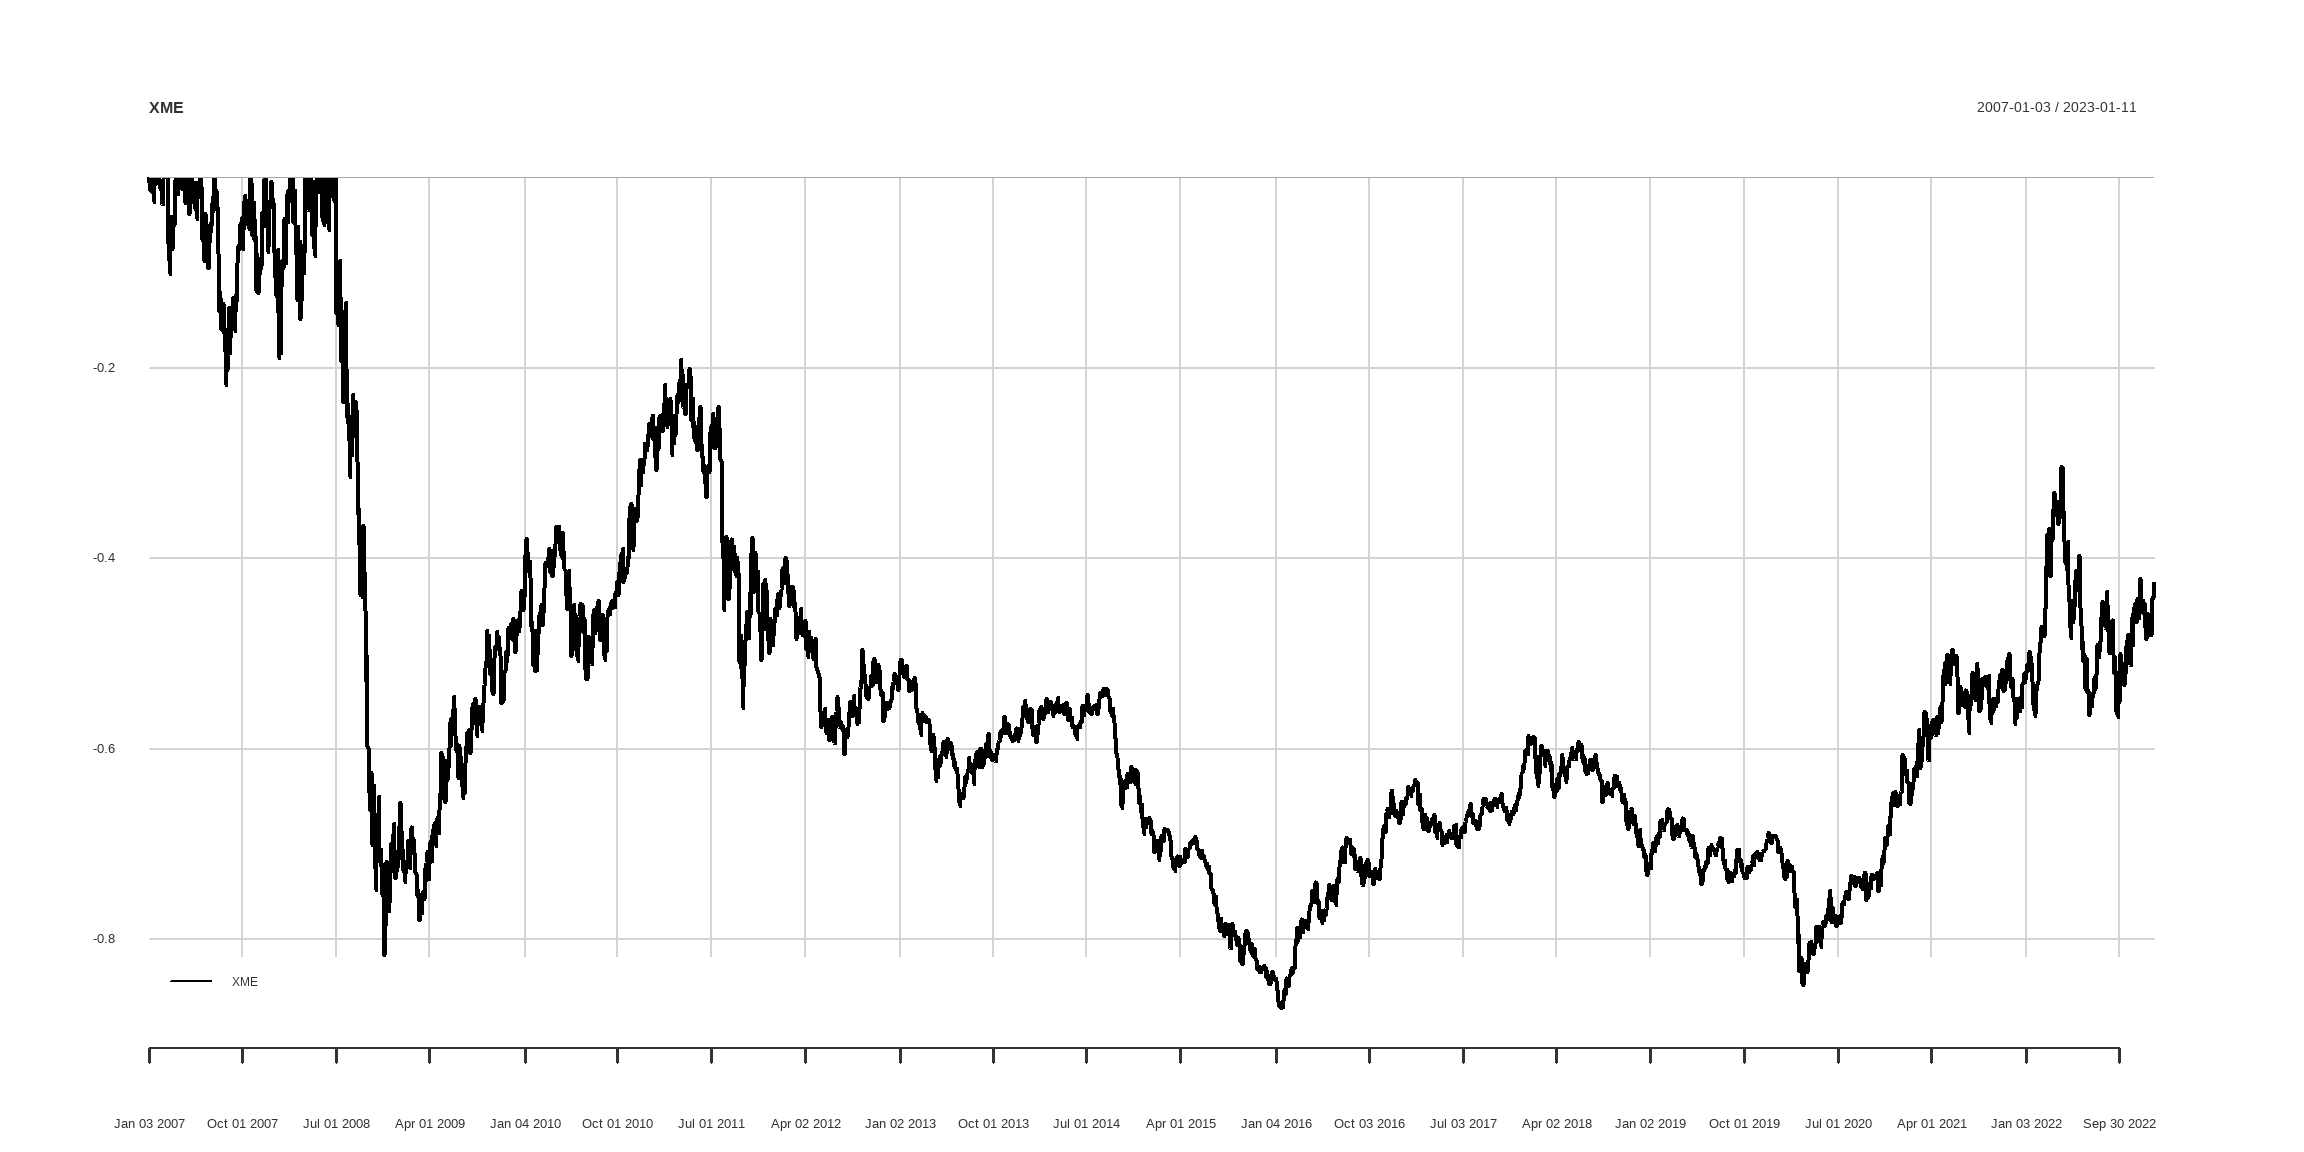 XME
2007-01-03 / 2023-01-11
-0.2
-0.4
-0.6
-0.8
XME
Jan 03 2007 Oct 01 2007 Jul 01 2008 Apr 01 2009 Jan 04 2010 Oct 01 2010 Jul 01 2011 Apr 02 2012 Jan 02 2013 Oct 01 2013 Jul 01 2014 Apr 01 2015 Jan 04 2016 Oct 03 2016 Jul 03 2017 Apr 02 2018 Jan 02 2019 Oct 01 2019 Jul 01 2020 Apr 01 2021 Jan 03 2022 Sep 30 2022